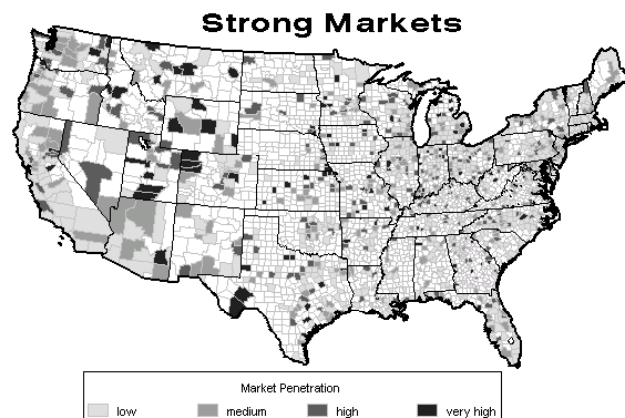 Strong Markets
Market Penetration
low medium high very high